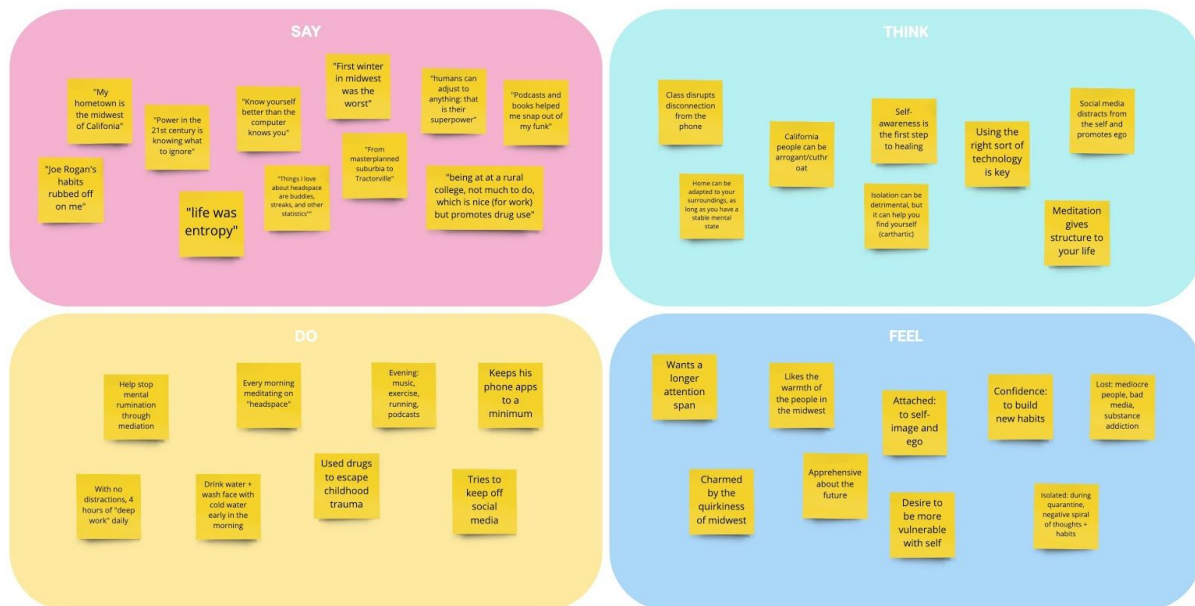 SAY
"My
hometown is
the midwest
of Califonia"
"Power in
the 21st century is
knowing what
to ignore"
"Know yourself
better than the
computer
knows you"
"First winter
in midwest
was the
worst"
"humans can
adjust to
anything: that
is their
superpower"
"Podcasts and
books helped
me snap out of
my funk"
"Joe Rogan's
habits
rubbed off
on me"
"life was
entropy"
"Things I love
about headspace
are buddies,
streaks, and other
statistics""
"From
masterplanned
suburbia to
Tractorville"
"being at at a rural
college, not much to do,
which is nice (for work)
but promotes drug use"
THINK
Class disrupts
disconnection
from the
phone
California
people can be
arrogant/cuthr
oat
Self-
awareness is
the first step
to healing
Using the
right sort of
technology
is key
Social media
distracts from
the self and
promotes ego
Home can be
adapted to your
surroundings, as
long as you have a
stable mental
state
Isolation can be
detrimental, but
it can help you
find yourself
(carthartic)
Meditation
gives
structure to
your life
DO
Help stop
mental
rumination
through
mediation
Every morning
meditating on
"headspace"
Evening:
music,
exercise,
running,
podcasts
Keeps his
phone apps
to a
minimum
With no
distractions, 4
hours of "deep
work" daily
Drink water +
wash face with
cold water
early in the
morning
Used drugs
to escape
childhood
trauma
Tries to
keep off
social
media
FEEL
Wants a
longer
attention
span
Likes the
warmth of
the people in
the midwest
Attached:
to self-
image and
ego
Confidence:
to build
new habits
Lost: mediocre
people, bad
media,
substance
addiction
Charmed by
the
quirkiness of
midwest
Apprehensive
about the
future
Desire to
be more
vulnerable
with self
Isolated: during
quarantine,
negative spiral
of thoughts +
habits